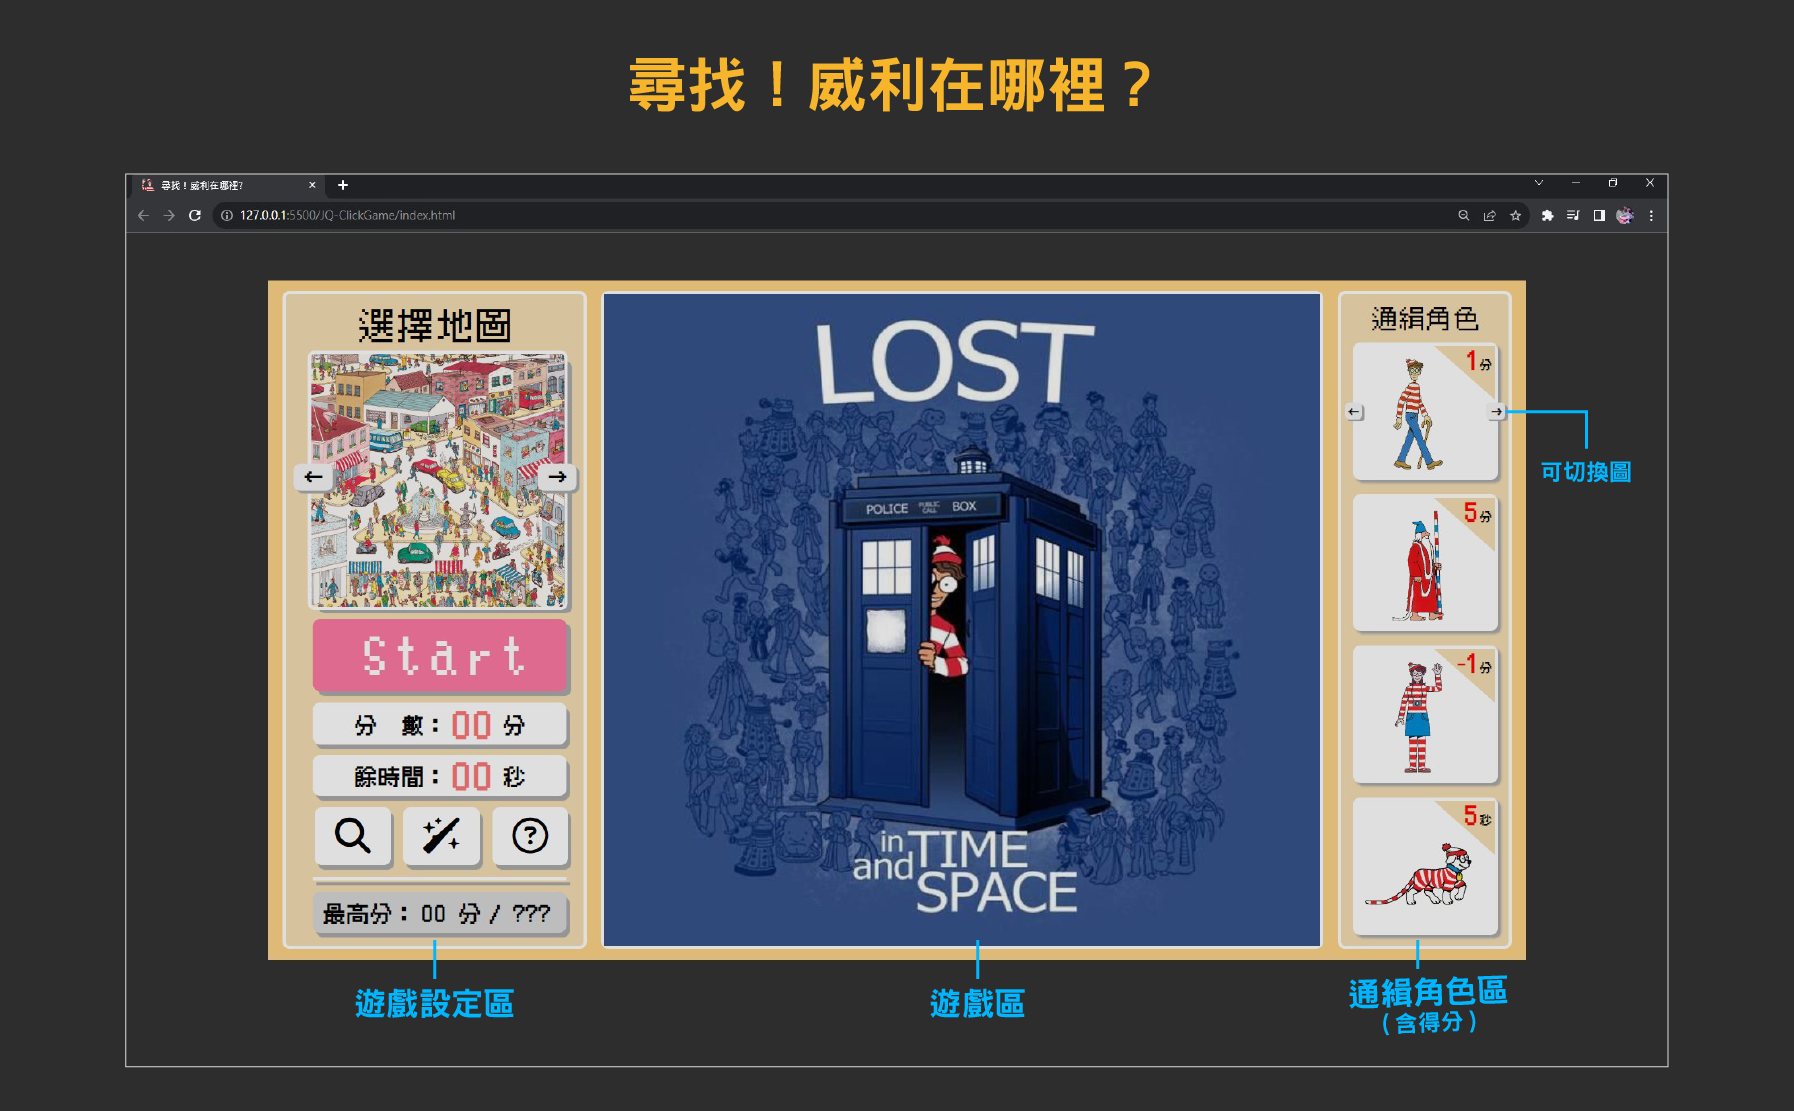 尋找！威利在哪裡？
尋找！威利在哪裡?
127.0.0.1:5500/JQ-ClickGame/index.html
選擇地圖
Start
分 數：00 分
餘時間：00 秒
最高分：00 分 / ???
遊戲設定區
LOST
POLICE PUBLIC CALL BOX
in TIME
and SPACE
遊戲區
通緝角色
1分
可切換圖
5分
-1分
5秒
通緝角色區
(含得分)